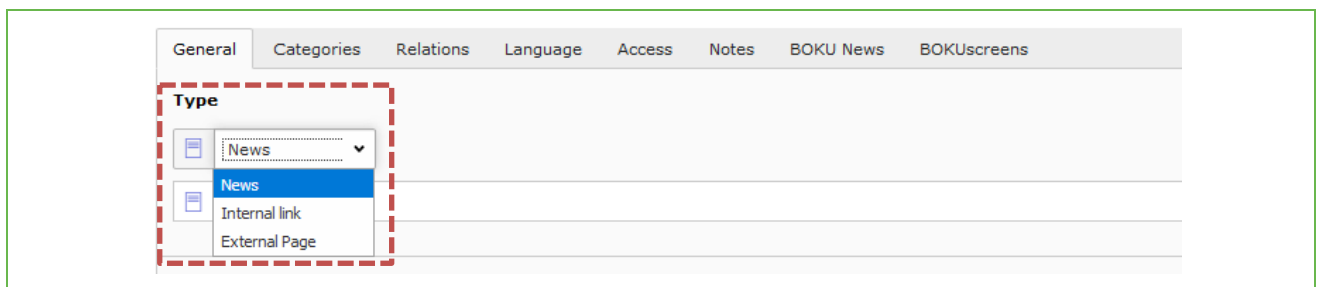 General Categories Relations Language Access Notes BOKU News BOKUscreens
Type
News
News
Internal link
External Page